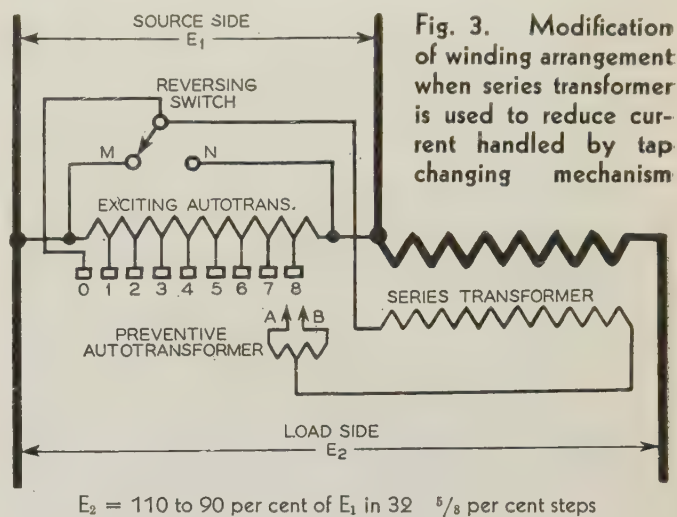 SOURCE SIDE
E₁
Fig. 3. Modification
of winding arrangement
when series transformer
is used to reduce cur-
rent handled by tap
changing mechanism
REVERSING
SWITCH
M
N
EXCITING AUTOTRANS.
0 1 2 3 4 5 6 7 8
A B
PREVENTIVE
AUTOTRANSFORMER
SERIES TRANSFORMER
LOAD SIDE
E₂
E₂ = 110 to 90 per cent of E₁ in 32 ⁵/₈ per cent steps